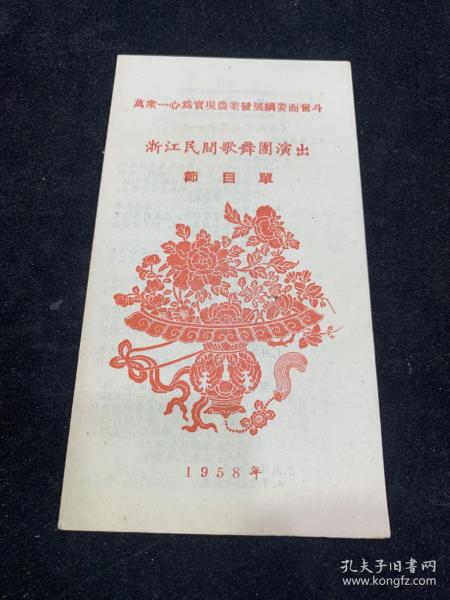 萬衆一心爲實現農業發展綱要而奮斗
浙江民間歌舞團演出
節目單
1958年
孔夫子旧书网
www.kongfz.com